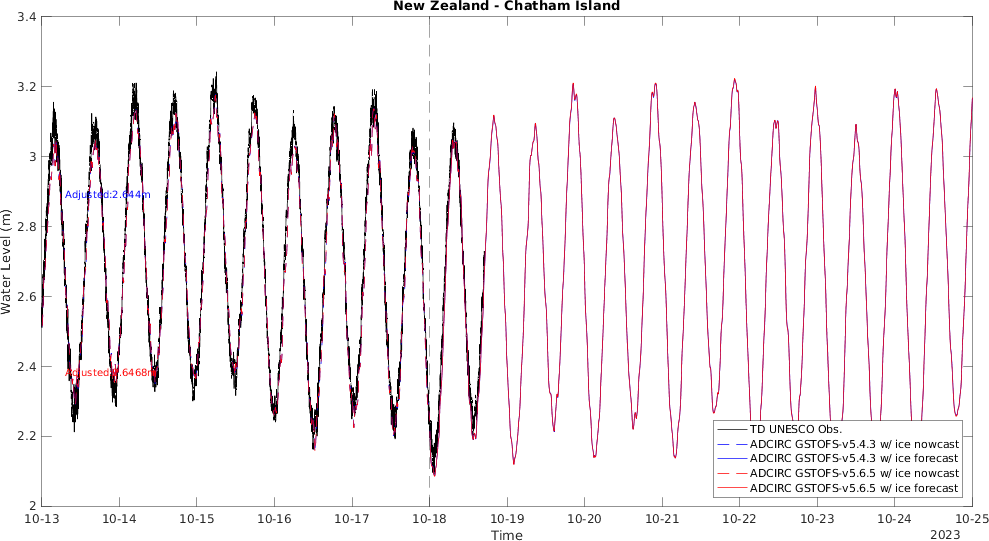 New Zealand - Chatham Island
3.4
3.2
3
2.8
2.6
2.4
2.2
2
Water Level (m)
Adjusted:2.644m
Adjusted:2.6468m
TD UNESCO Obs.
ADCIRC GSTOFS-v5.4.3 w/ ice nowcast
ADCIRC GSTOFS-v5.4.3 w/ ice forecast
ADCIRC GSTOFS-v5.6.5 w/ ice nowcast
ADCIRC GSTOFS-v5.6.5 w/ ice forecast
10-13 10-14 10-15 10-16 10-17 10-18 10-19 10-20 10-21 10-22 10-23 10-24 10-25
Time
2023